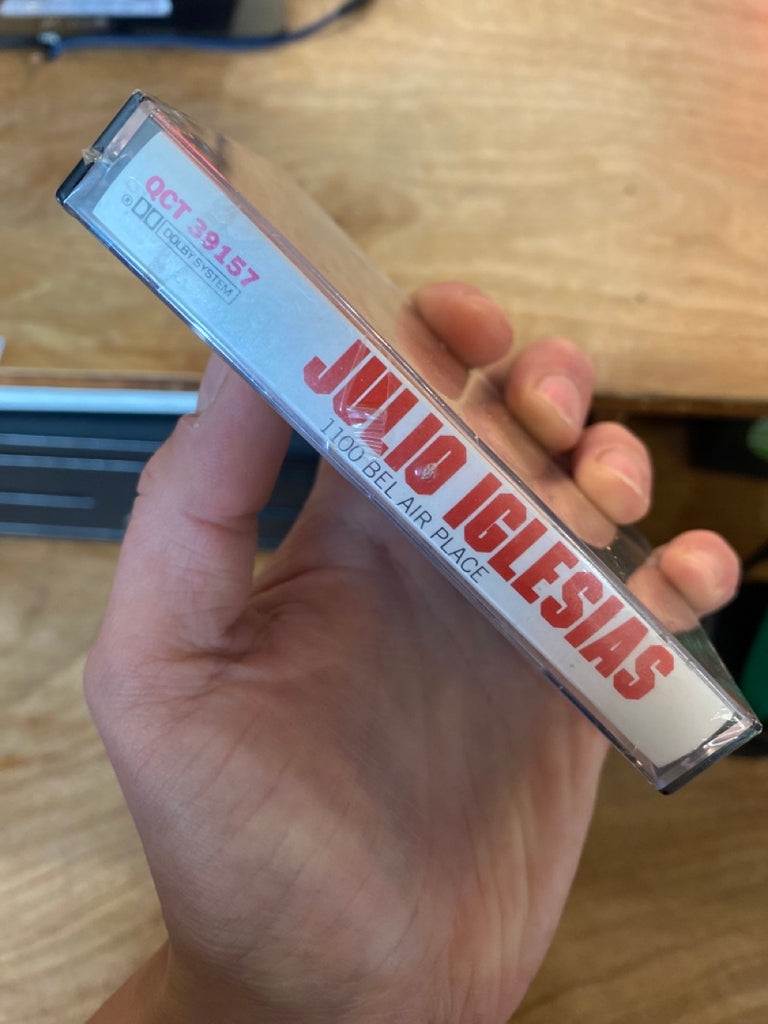 QCT 39157
DOLBY SYSTEM
JULIO IGLESIAS
1100 BEL AIR PLACE